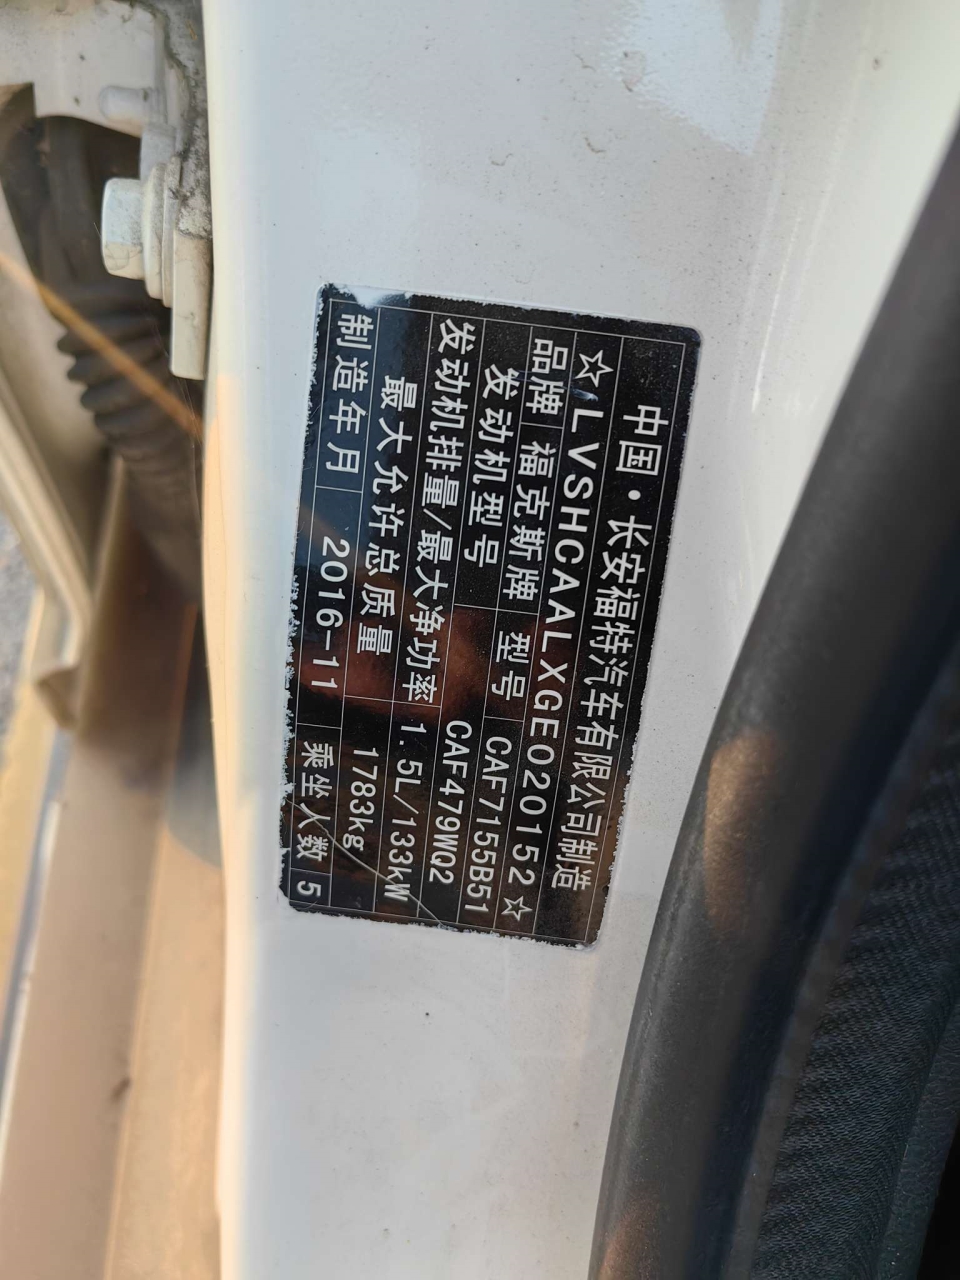 中国·长安福特汽车有限公司制造
☆LVSHCAALXGE020152☆
品牌 福克斯牌 型号 CAF7155B51
发动机型号 CAF479WQ2
发动机排量/最大净功率 1.5L/133kW
最大允许总质量 1783kg
制造年月 2016-11 乘坐人数 5